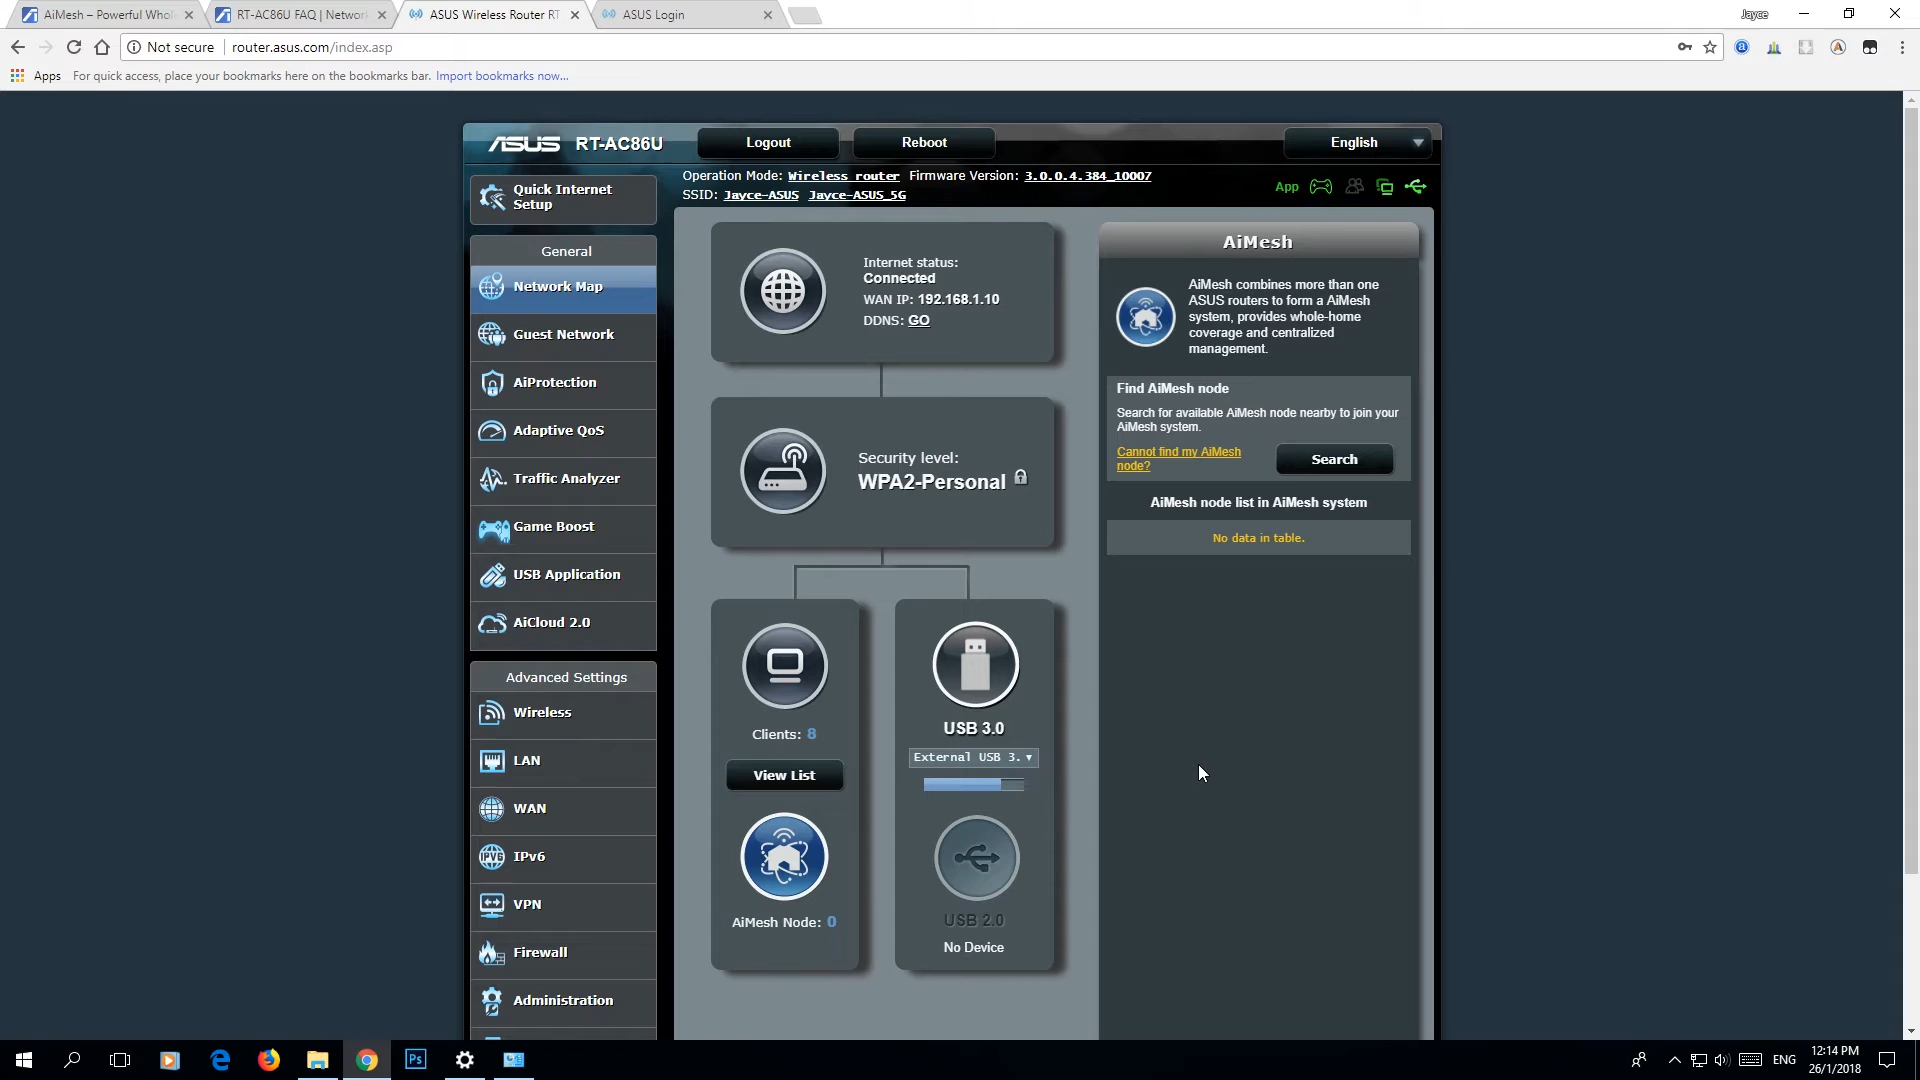 AiMesh – Powerful Whol
RT-AC86U FAQ | Network
ASUS Wireless Router RT
ASUS Login
Jayce
Not secure
router.asus.com/index.asp
Apps
For quick access, place your bookmarks here on the bookmarks bar. Import bookmarks now...
ASUS RT-AC86U
Logout
Reboot
English
Operation Mode: Wireless router Firmware Version: 3.0.0.4.384_10007
SSID: Jayce-ASUS Jayce-ASUS_5G
App
Quick Internet
Setup
General
Network Map
Guest Network
AiProtection
Adaptive QoS
Traffic Analyzer
Game Boost
USB Application
AiCloud 2.0
Advanced Settings
Wireless
LAN
WAN
IPv6
VPN
Firewall
Administration
Internet status:
Connected
WAN IP: 192.168.1.10
DDNS: GO
Security level:
WPA2-Personal
Clients: 8
View List
AiMesh Node: 0
USB 3.0
External USB 3.
USB 2.0
No Device
AiMesh
AiMesh combines more than one
ASUS routers to form a AiMesh
system, provides whole-home
coverage and centralized
management.
Find AiMesh node
Search for available AiMesh node nearby to join your
AiMesh system.
Cannot find my AiMesh
node?
Search
AiMesh node list in AiMesh system
No data in table.
Ps
ENG
12:14 PM
26/1/2018